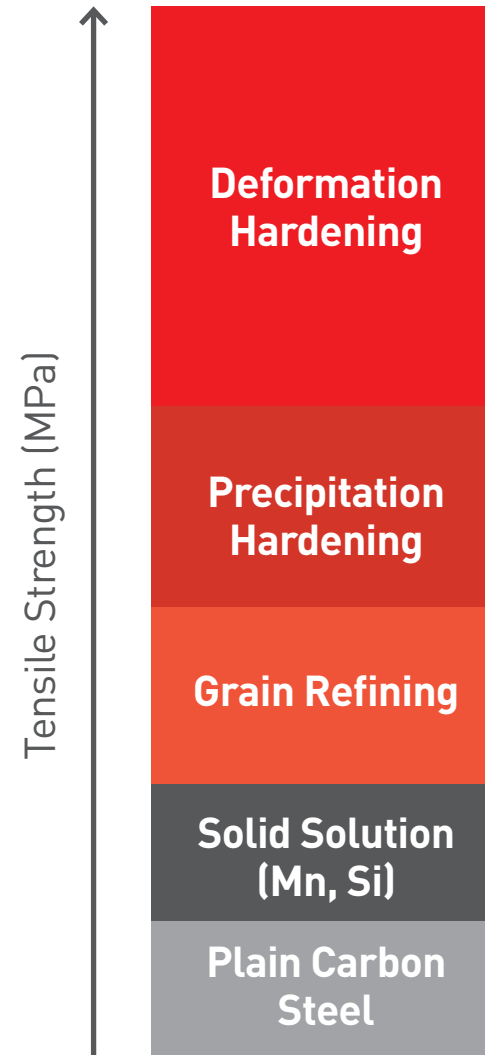 Tensile Strength (MPa)
Deformation
Hardening
Precipitation
Hardening
Grain Refining
Solid Solution
(Mn, Si)
Plain Carbon
Steel